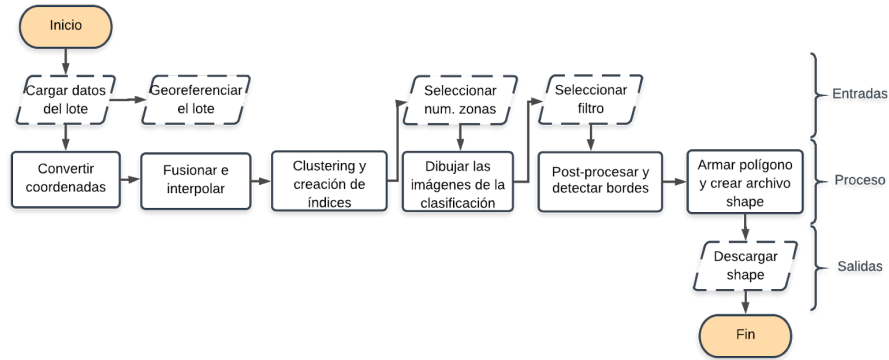 Inicio
Cargar datos
del lote
Georeferenciar
el lote
Seleccionar
num. zonas
Seleccionar
filtro
Entradas
Convertir
coordenadas
Fusionar e
interpolar
Clustering y
creación de
índices
Dibujar las
imágenes de la
clasificación
Post-procesar y
detectar bordes
Armar polígono
y crear archivo
shape
Proceso
Descargar
shape
Salidas
Fin